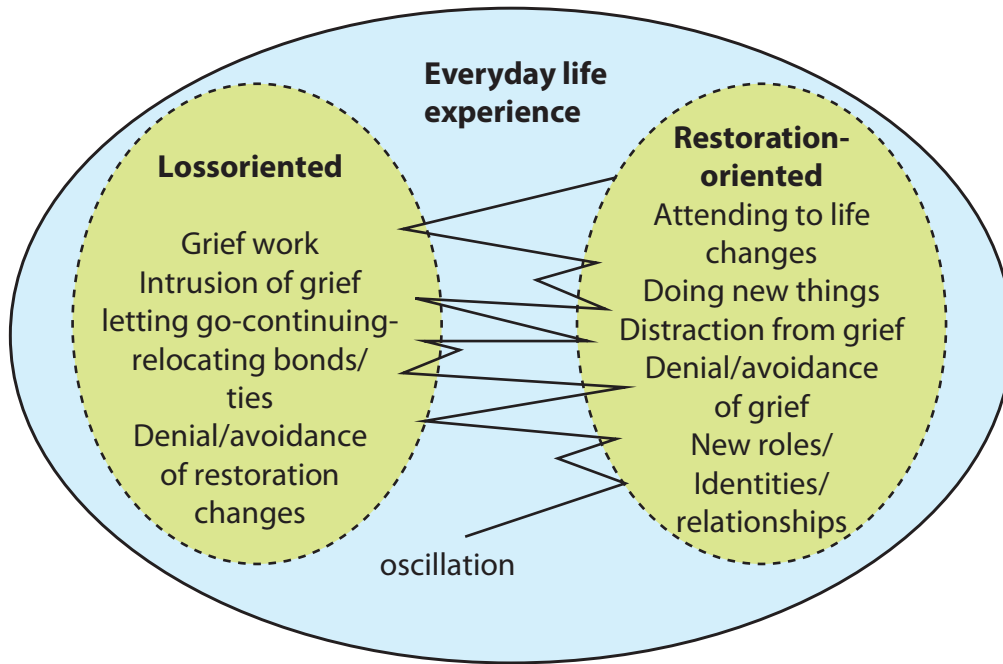 Everyday life
experience
Lossoriented
Grief work
Intrusion of grief
letting go-continuing-
relocating bonds/
ties
Denial/avoidance
of restoration
changes
Restoration-
oriented
Attending to life
changes
Doing new things
Distraction from grief
Denial/avoidance
of grief
New roles/
Identities/
relationships
oscillation